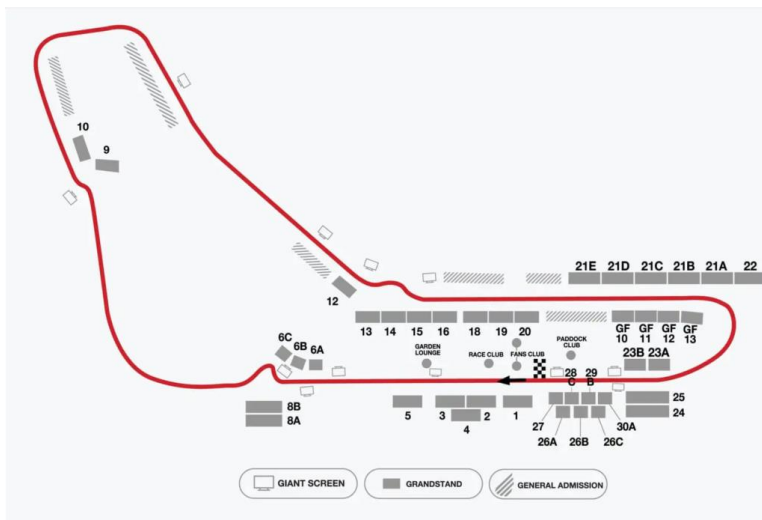 10
9
12
21E 21D 21C 21B 21A 22
13 14 15 16 18 19 20
GF
10
GF
11
GF
12
GF
13
6C
6B
6A
GARDEN
LOUNGE
RACE CLUB
FANS CLUB
PADDOCK
CLUB
23B 23A
28
C
29
B
8B
8A
5
3
4
2
1
27
26A
26B
26C
30A
25
24
GIANT SCREEN
GRANDSTAND
GENERAL ADMISSION